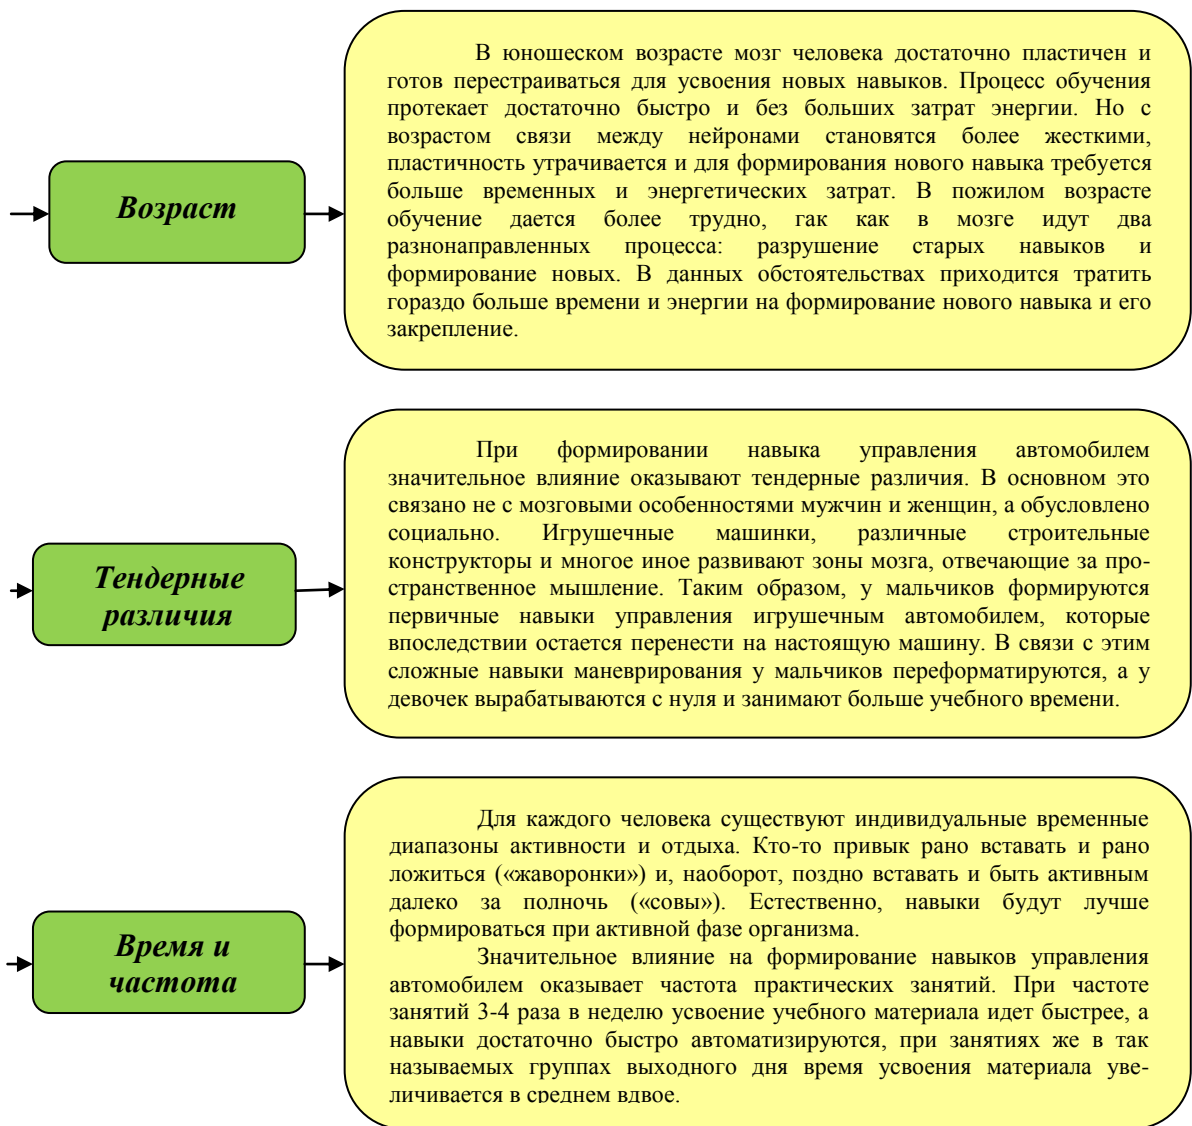 В юношеском возрасте мозг человека достаточно пластичен и
готов перестраиваться для усвоения новых навыков. Процесс обучения
протекает достаточно быстро и без больших затрат энергии. Но с
возрастом связи между нейронами становятся более жесткими,
пластичность утрачивается и для формирования нового навыка требуется
больше временных и энергетических затрат. В пожилом возрасте
обучение дается более трудно, гак как в мозге идут два
разнонаправленных процесса: разрушение старых навыков и
формирование новых. В данных обстоятельствах приходится тратить
гораздо больше времени и энергии на формирование нового навыка и его
закрепление.
Возраст
При формировании навыка управления автомобилем
значительное влияние оказывают тендерные различия. В основном это
связано не с мозговыми особенностями мужчин и женщин, а обусловлено
социально. Игрушечные машинки, различные строительные
конструкторы и многое иное развивают зоны мозга, отвечающие за про-
странственное мышление. Таким образом, у мальчиков формируются
первичные навыки управления игрушечным автомобилем, которые
впоследствии остается перенести на настоящую машину. В связи с этим
сложные навыки маневрирования у мальчиков переформатируются, а у
девочек вырабатываются с нуля и занимают больше учебного времени.
Тендерные
различия
Для каждого человека существуют индивидуальные временные
диапазоны активности и отдыха. Кто-то привык рано вставать и рано
ложиться («жаворонки») и, наоборот, поздно вставать и быть активным
далеко за полночь («совы»). Естественно, навыки будут лучше
формироваться при активной фазе организма.
Значительное влияние на формирование навыков управления
автомобилем оказывает частота практических занятий. При частоте
занятий 3-4 раза в неделю усвоение учебного материала идет быстрее, а
навыки достаточно быстро автоматизируются, при занятиях же в так
называемых группах выходного дня время усвоения материала уве-
личивается в среднем вдвое.
Время и
частота